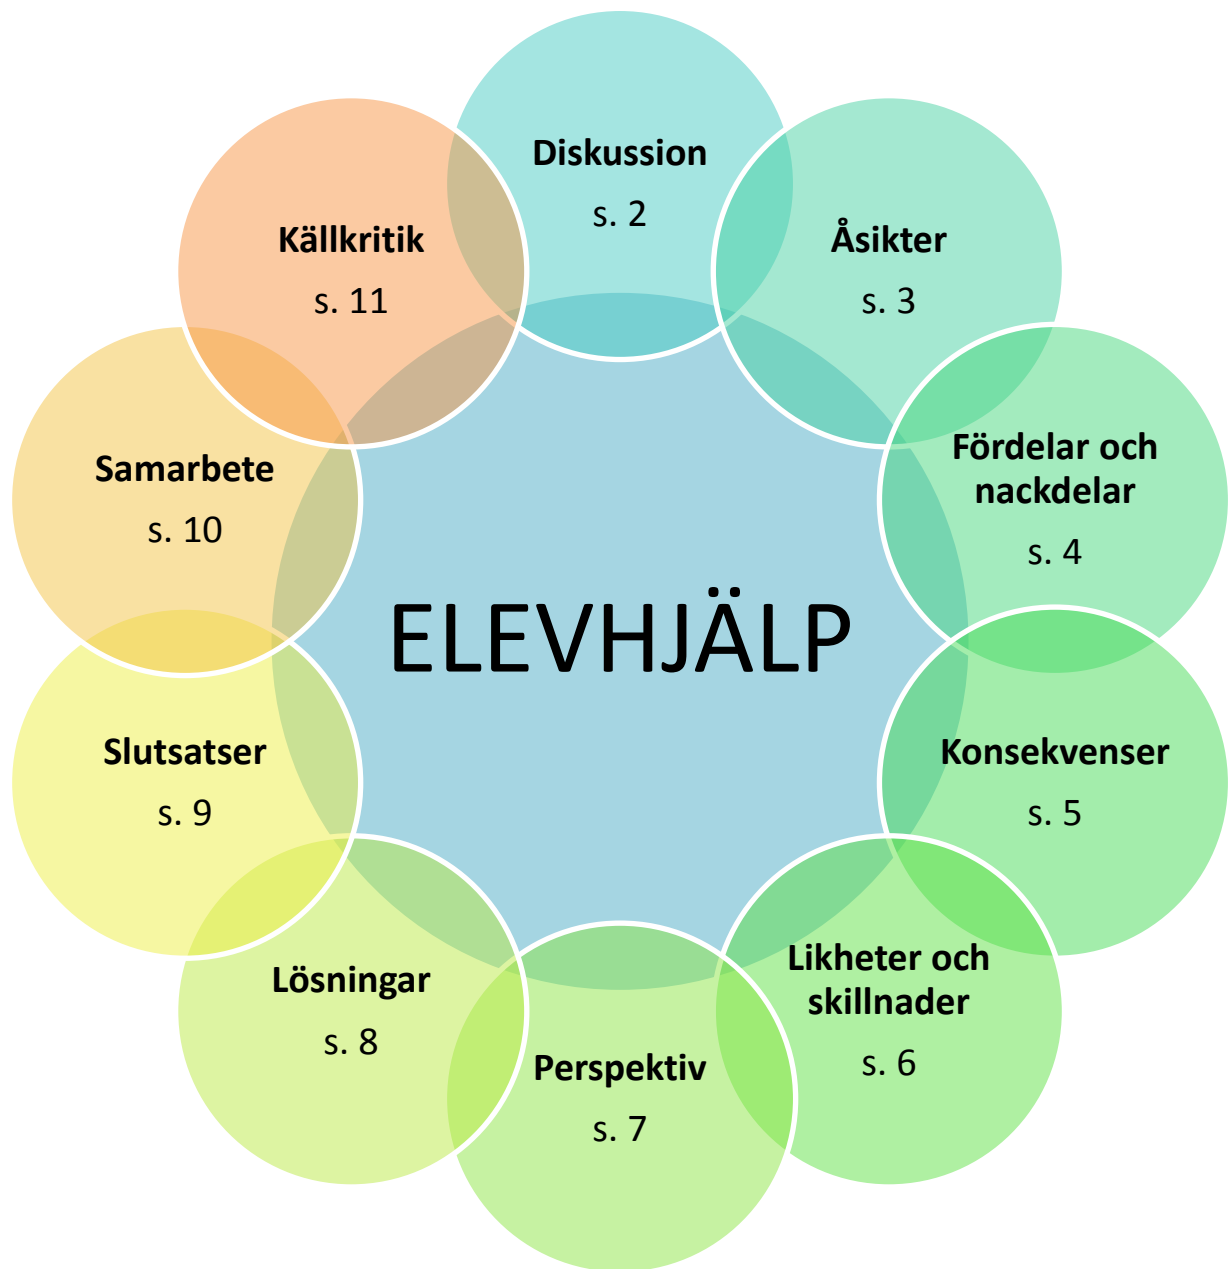 Diskussion
s. 2
Åsikter
s. 3
Fördelar och
nackdelar
s. 4
Konsekvenser
s. 5
Likheter och
skillnader
s. 6
Perspektiv
s. 7
Lösningar
s. 8
Slutsatser
s. 9
Samarbete
s. 10
Källkritik
s. 11
ELEVHJÄLP